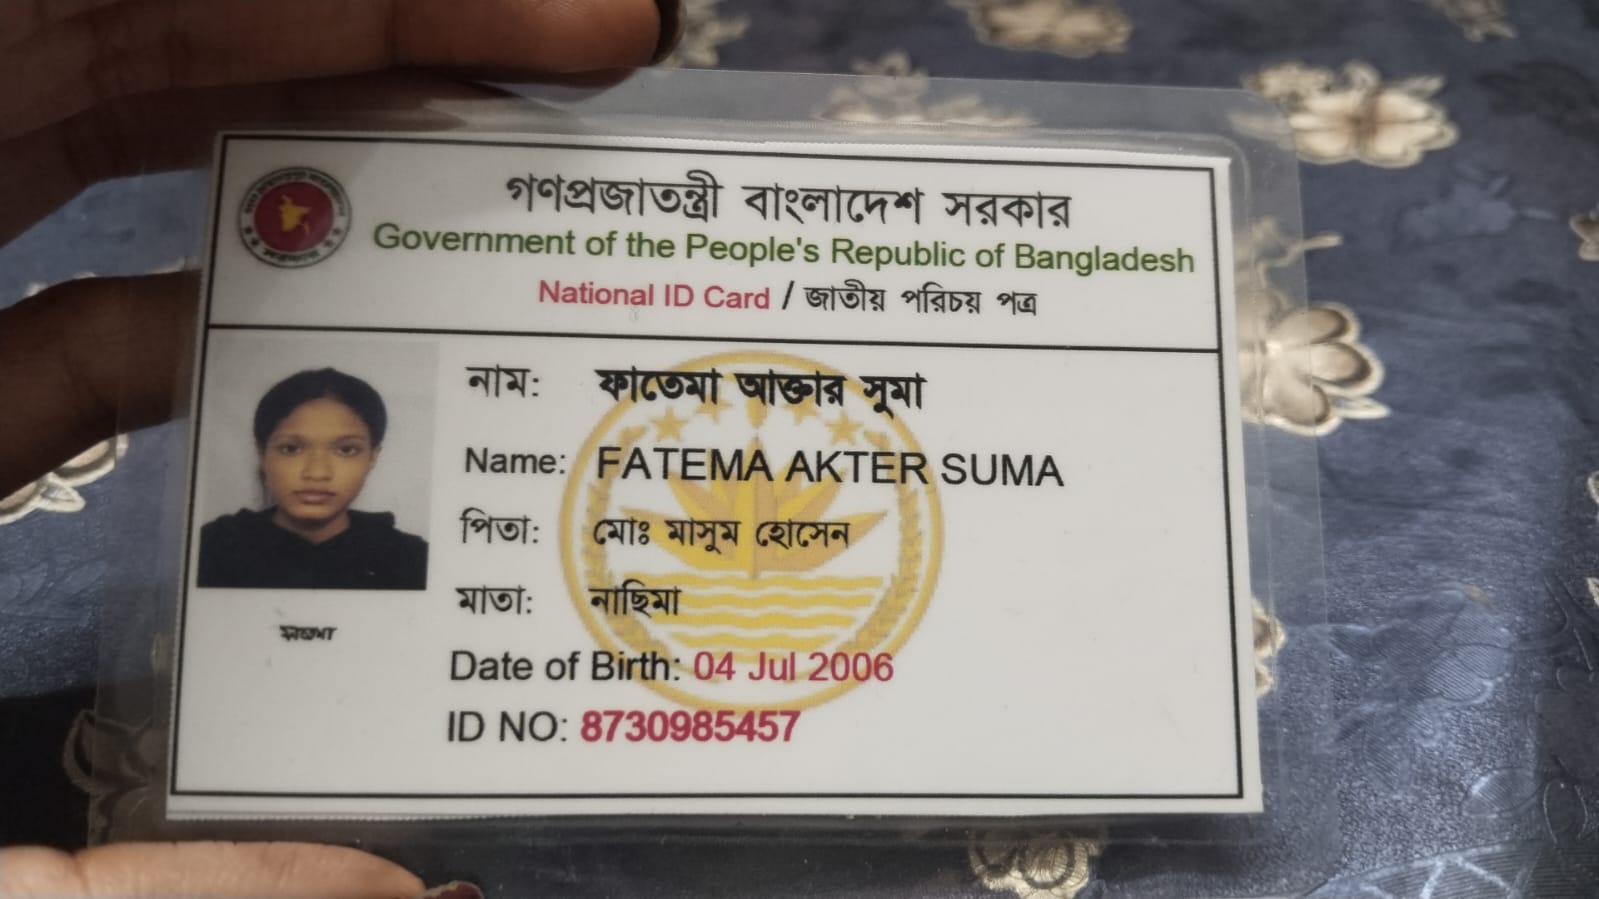 গণপ্রজাতন্ত্রী বাংলাদেশ সরকার
Government of the People's Republic of Bangladesh
National ID Card / জাতীয় পরিচয় পত্র
নাম: ফাতেমা আক্তার সুমা
Name: FATEMA AKTER SUMA
পিতা: মোঃ মাসুম হোসেন
মাতা: নাছিমা
Date of Birth: 04 Jul 2006
ID NO: 8730985457